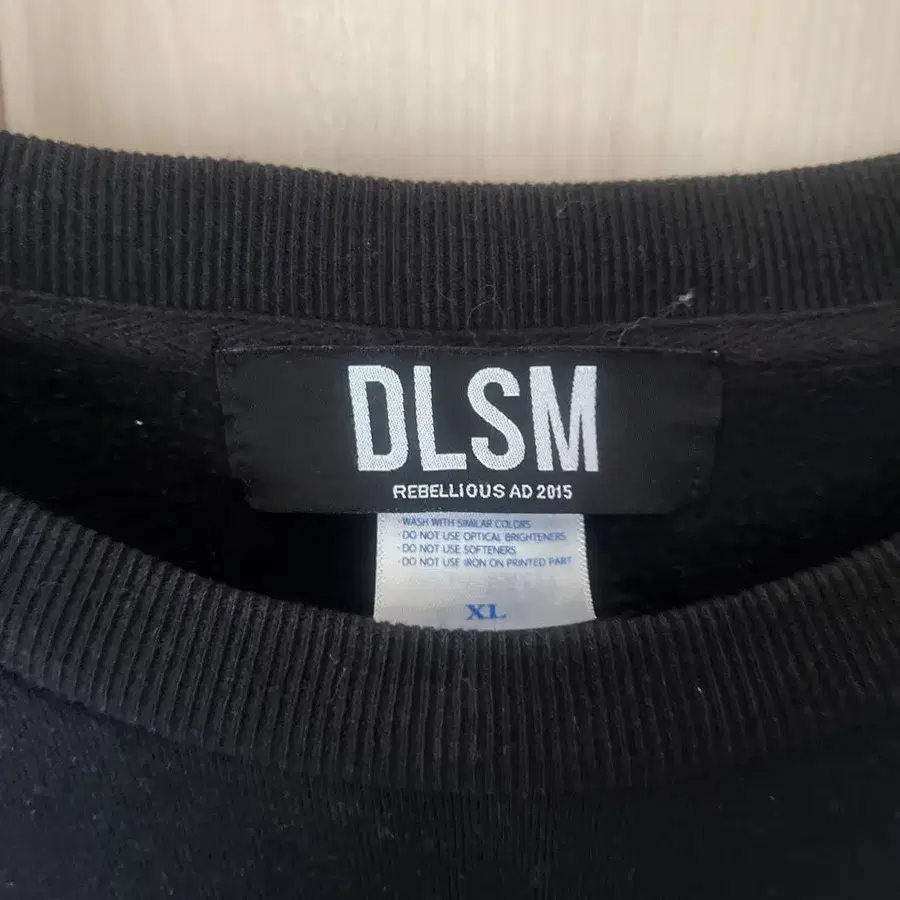 DLSM
REBELLIOUS AD 2015
·WASH WITH SIMILAR COLORS
·DO NOT USE OPTICAL BRIGHTENERS
·DO NOT USE SOFTENERS
·DO NOT USE IRON ON PRINTED PART
XL